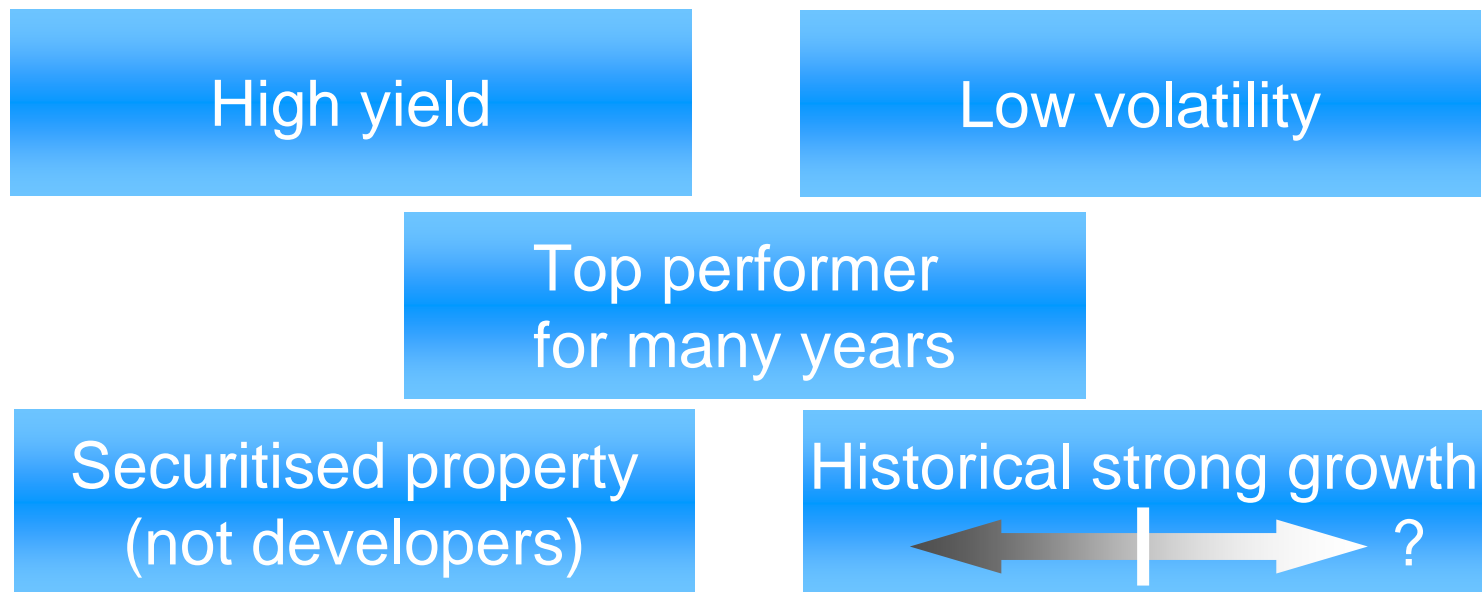 High yield
Low volatility
Top performer
for many years
Securitised property
(not developers)
Historical strong growth
?